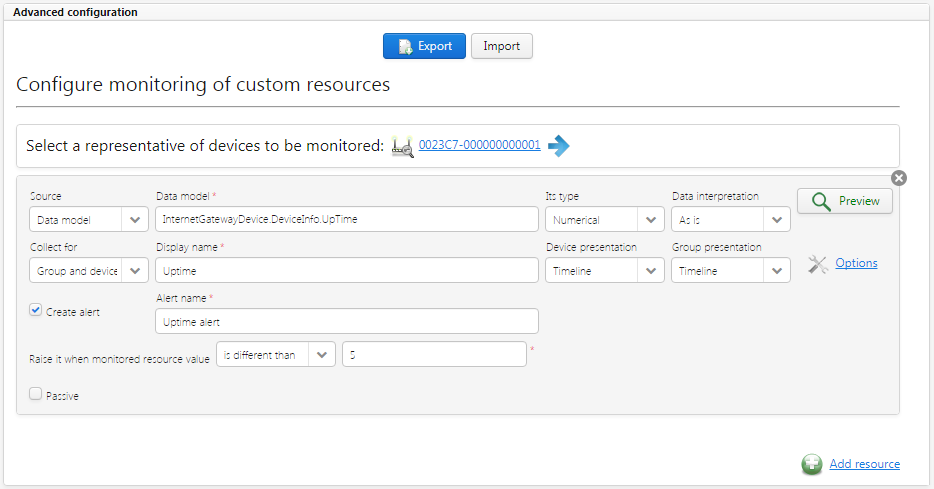 Advanced configuration
Export Import
Configure monitoring of custom resources
Select a representative of devices to be monitored: 0023C7-000000000001
Source Data model * Its type Data interpretation
Data model InternetGatewayDevice.DeviceInfo.UpTime Numerical As is Preview
Collect for Display name * Device presentation Group presentation
Group and device Uptime Timeline Timeline Options
Alert name *
Create alert
Uptime alert
Raise it when monitored resource value is different than 5 *
Passive
Add resource